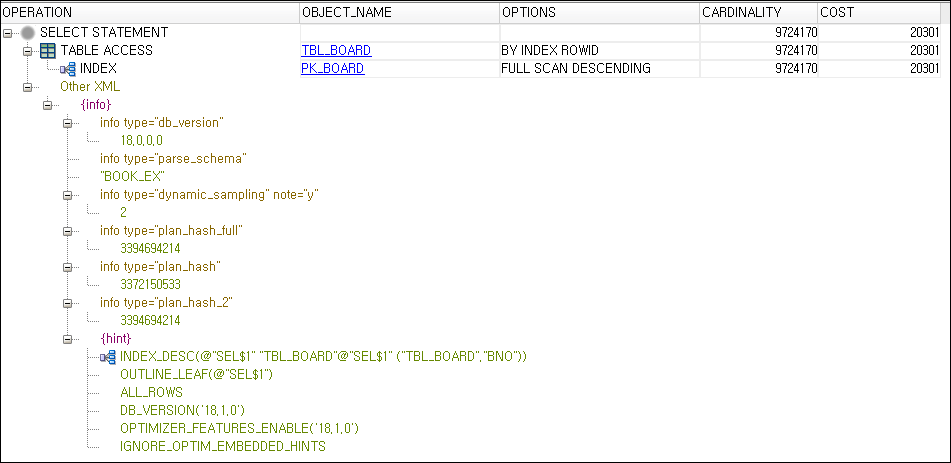 OPERATION OBJECT_NAME OPTIONS CARDINALITY COST
SELECT STATEMENT 9724170 20301
TABLE ACCESS TBL_BOARD BY INDEX ROWID 9724170 20301
INDEX PK_BOARD FULL SCAN DESCENDING 9724170 20301
Other XML
{info}
info type="db_version"
18,0,0,0
info type="parse_schema"
"BOOK_EX"
info type="dynamic_sampling" note="y"
2
info type="plan_hash_full"
3394694214
info type="plan_hash"
3372150533
info type="plan_hash_2"
3394694214
{hint}
INDEX_DESC(@"SEL$1" "TBL_BOARD"@"SEL$1" ("TBL_BOARD","BNO"))
OUTLINE_LEAF(@"SEL$1")
ALL_ROWS
DB_VERSION('18,1,0')
OPTIMIZER_FEATURES_ENABLE('18,1,0')
IGNORE_OPTIM_EMBEDDED_HINTS